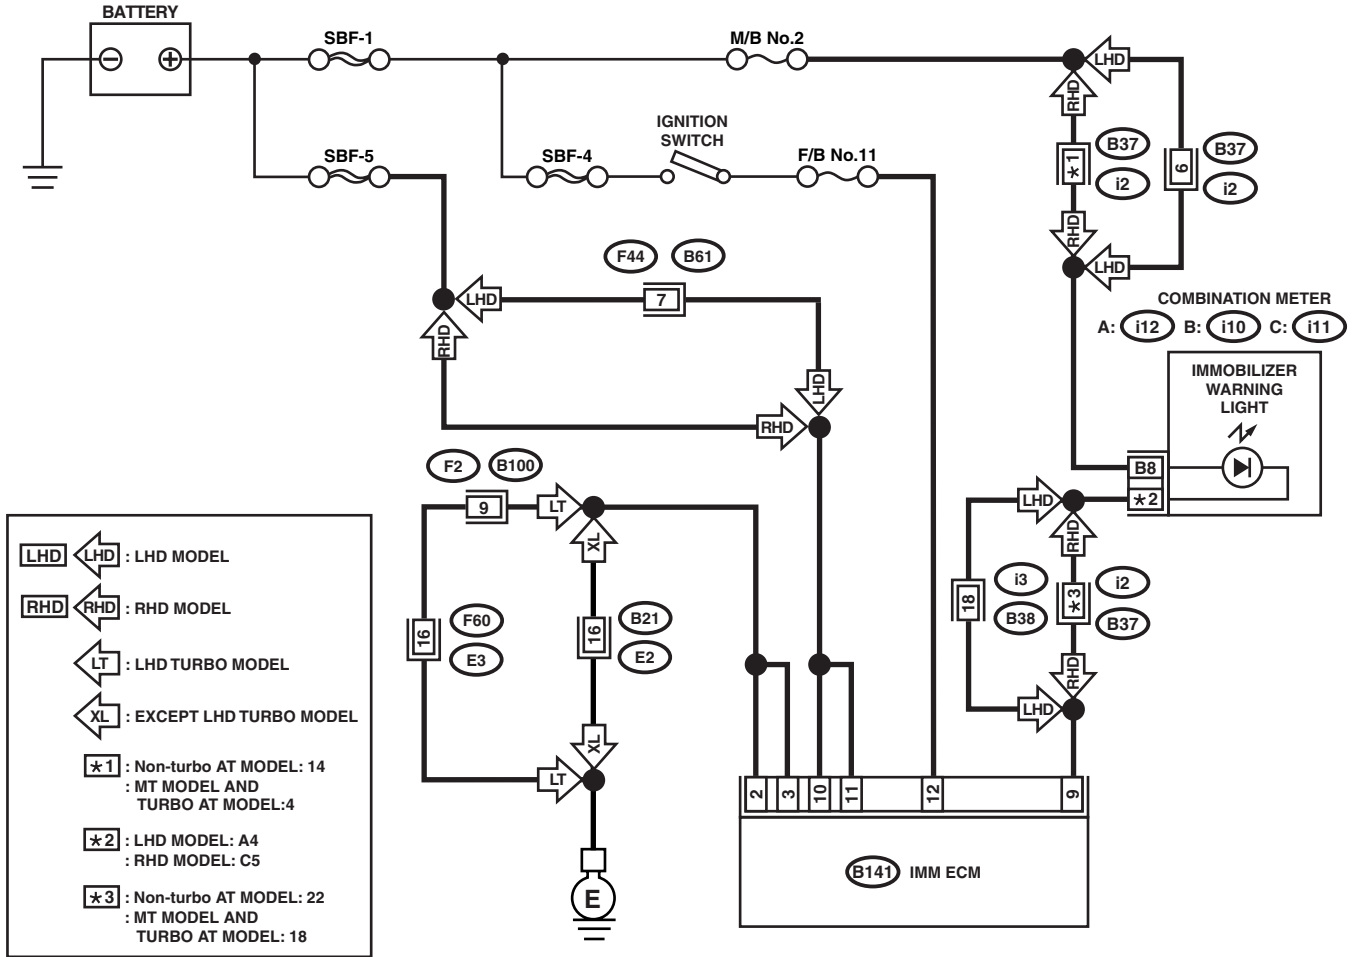 BATTERY
SBF-1
M/B No.2
LHD
RHD
IGNITION
SWITCH
SBF-5
SBF-4
F/B No.11
*1
B37
i2
6
B37
i2
RHD
LHD
F44
B61
LHD
7
RHD
LHD
RHD
COMBINATION METER
A: i12 B: i10 C: i11
IMMOBILIZER
WARNING
LIGHT
B8
*2
F2
B100
9
LT
XL
LHD
RHD
16
F60
E3
16
B21
E2
18
i3
B38
*3
i2
B37
XL
LT
RHD
LHD
E
2
3
10
11
12
9
B141 IMM ECM
LHD LHD : LHD MODEL
RHD RHD : RHD MODEL
LT : LHD TURBO MODEL
XL : EXCEPT LHD TURBO MODEL
*1 : Non-turbo AT MODEL: 14
: MT MODEL AND
TURBO AT MODEL:4
*2 : LHD MODEL: A4
: RHD MODEL: C5
*3 : Non-turbo AT MODEL: 22
: MT MODEL AND
TURBO AT MODEL: 18